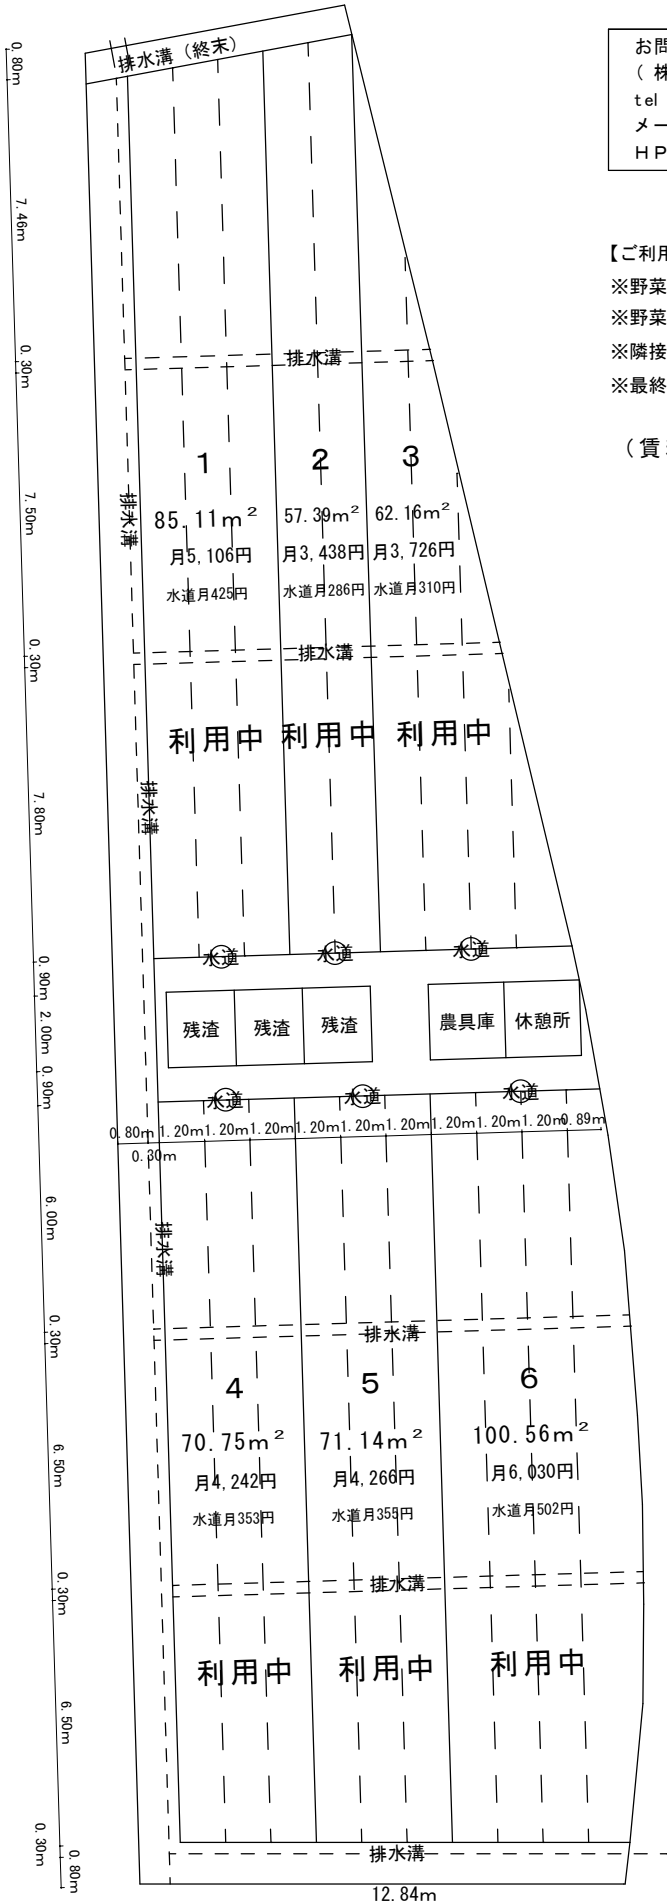 排水溝（終末）
0.80m
7.46m
0.30m
7.50m
0.30m
7.80m
0.90m
2.00m
0.90m
6.00m
0.30m
6.50m
0.30m
6.50m
0.30m
0.80m
お問
（株
tel
メー
ＨＰ
【ご利用
※野菜
※野菜
※隣接
※最終
排水溝
（賃
1 2 3
排水溝
85.11m² 57.39m² 62.16m²
月5,106円 月3,438円 月3,726円
水道月425円 水道月286円 水道月310円
排水溝
利用中 利用中 利用中
排水溝
水道 水道 水道
残渣 残渣 残渣 農具庫 休憩所
水道 水道 水道
0.80m 1.20m 1.20m 1.20m 1.20m 1.20m 1.20m 1.20m 1.20m 1.20m 0.89m
0.30m
排水溝
排水溝
4 5 6
70.75m² 71.14m² 100.56m²
月4,242円 月4,266円 月6,030円
水道月353円 水道月355円 水道月502円
排水溝
利用中 利用中 利用中
排水溝
12.84m